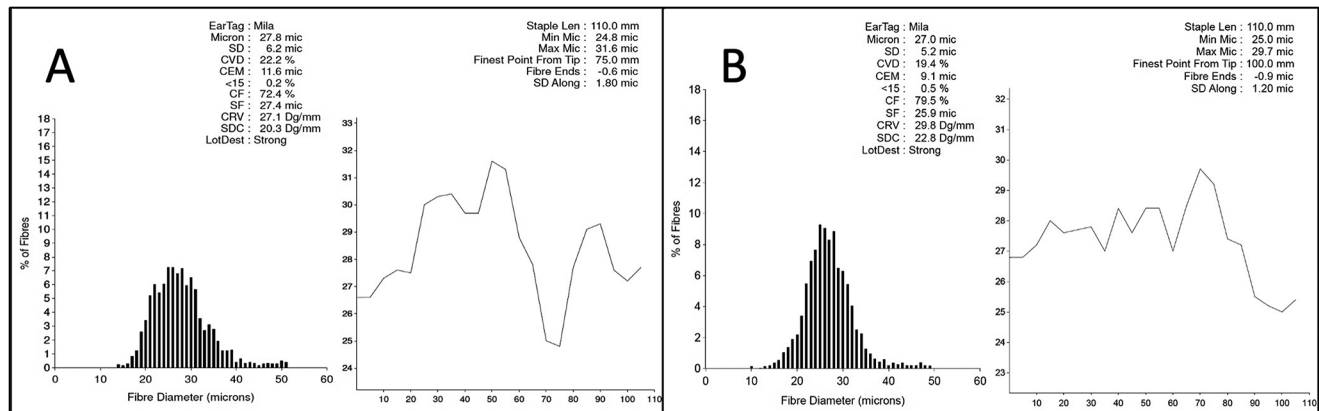 A
EarTag : Mila
Micron : 27.8 mic
SD : 6.2 mic
CVD : 22.2 %
CEM : 11.6 mic
<15 : 0.2 %
CF : 72.4 %
SF : 27.4 mic
CRV : 27.1 Dg/mm
SDC : 20.3 Dg/mm
LotDest : Strong
Staple Len : 110.0 mm
Min Mic : 24.8 mic
Max Mic : 31.6 mic
Finest Point From Tip : 75.0 mm
Fibre Ends : -0.6 mic
SD Along : 1.80 mic
% of Fibres
18
17
16
15
14
13
12
11
10
9
8
7
6
5
4
3
2
1
0
0 10 20 30 40 50 60
Fibre Diameter (microns)
33
32
31
30
29
28
27
26
25
24
10 20 30 40 50 60 70 80 90 100 110
B
EarTag : Mila
Micron : 27.0 mic
SD : 5.2 mic
CVD : 19.4 %
CEM : 9.1 mic
<15 : 0.5 %
CF : 79.5 %
SF : 25.9 mic
CRV : 29.8 Dg/mm
SDC : 22.8 Dg/mm
LotDest : Strong
Staple Len : 110.0 mm
Min Mic : 25.0 mic
Max Mic : 29.7 mic
Finest Point From Tip : 100.0 mm
Fibre Ends : -0.9 mic
SD Along : 1.20 mic
% of Fibres
18
16
14
12
10
8
6
4
2
0
0 10 20 30 40 50 60
Fibre Diameter (microns)
32
31
30
29
28
27
26
25
24
23
10 20 30 40 50 60 70 80 90 100 110